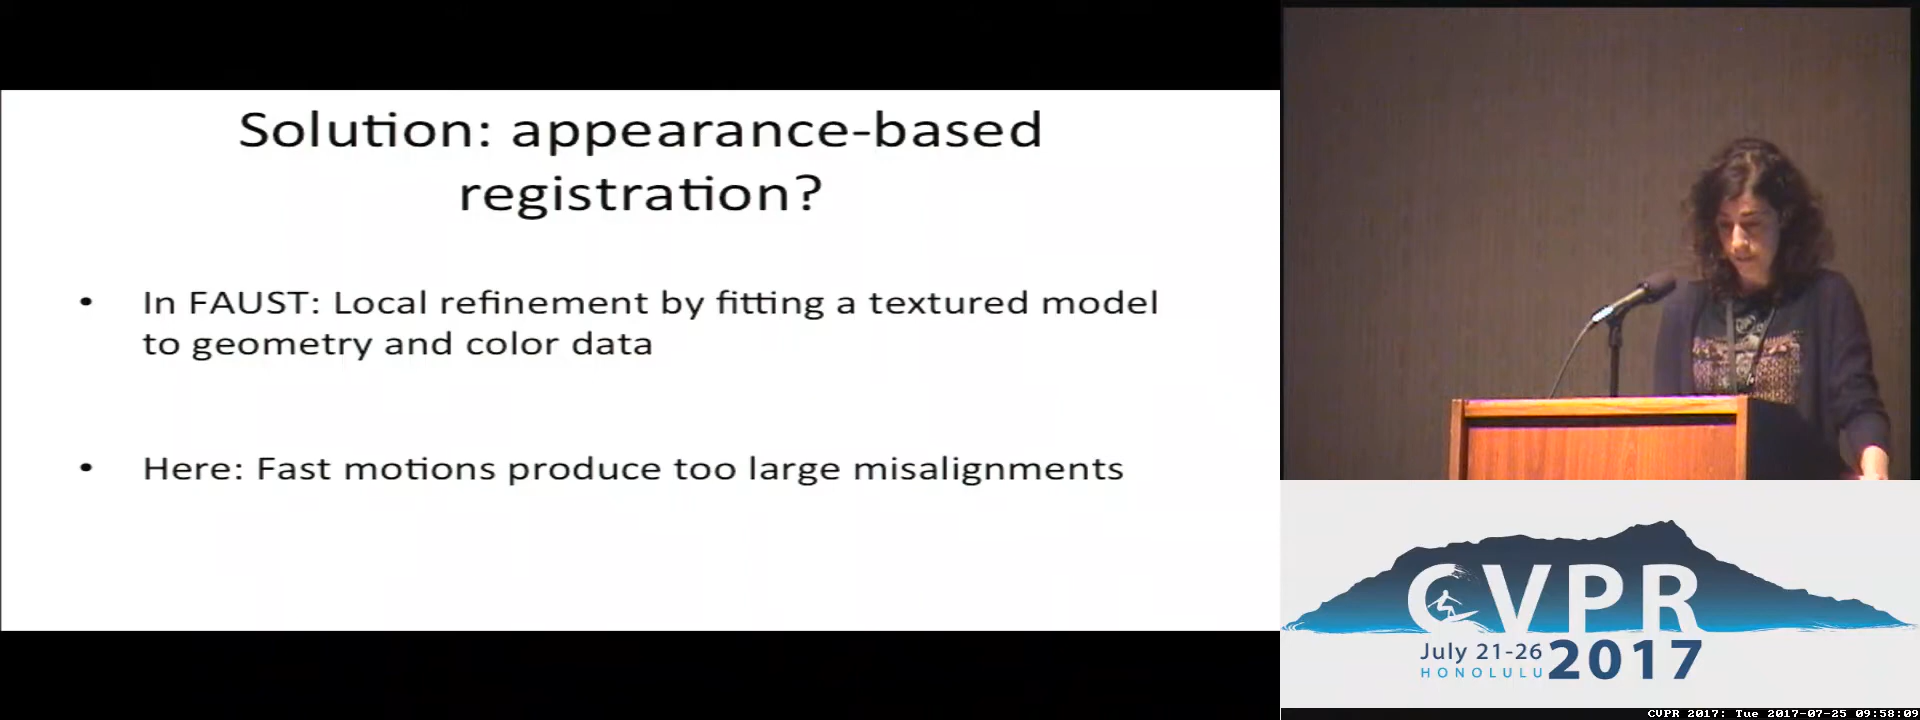 Solution: appearance-based
registration?
• In FAUST: Local refinement by fitting a textured model
to geometry and color data
• Here: Fast motions produce too large misalignments
CVPR
July 21-26
HONOLULU
2017
CVPR 2017: Tue 2017-07-25 09:58:09